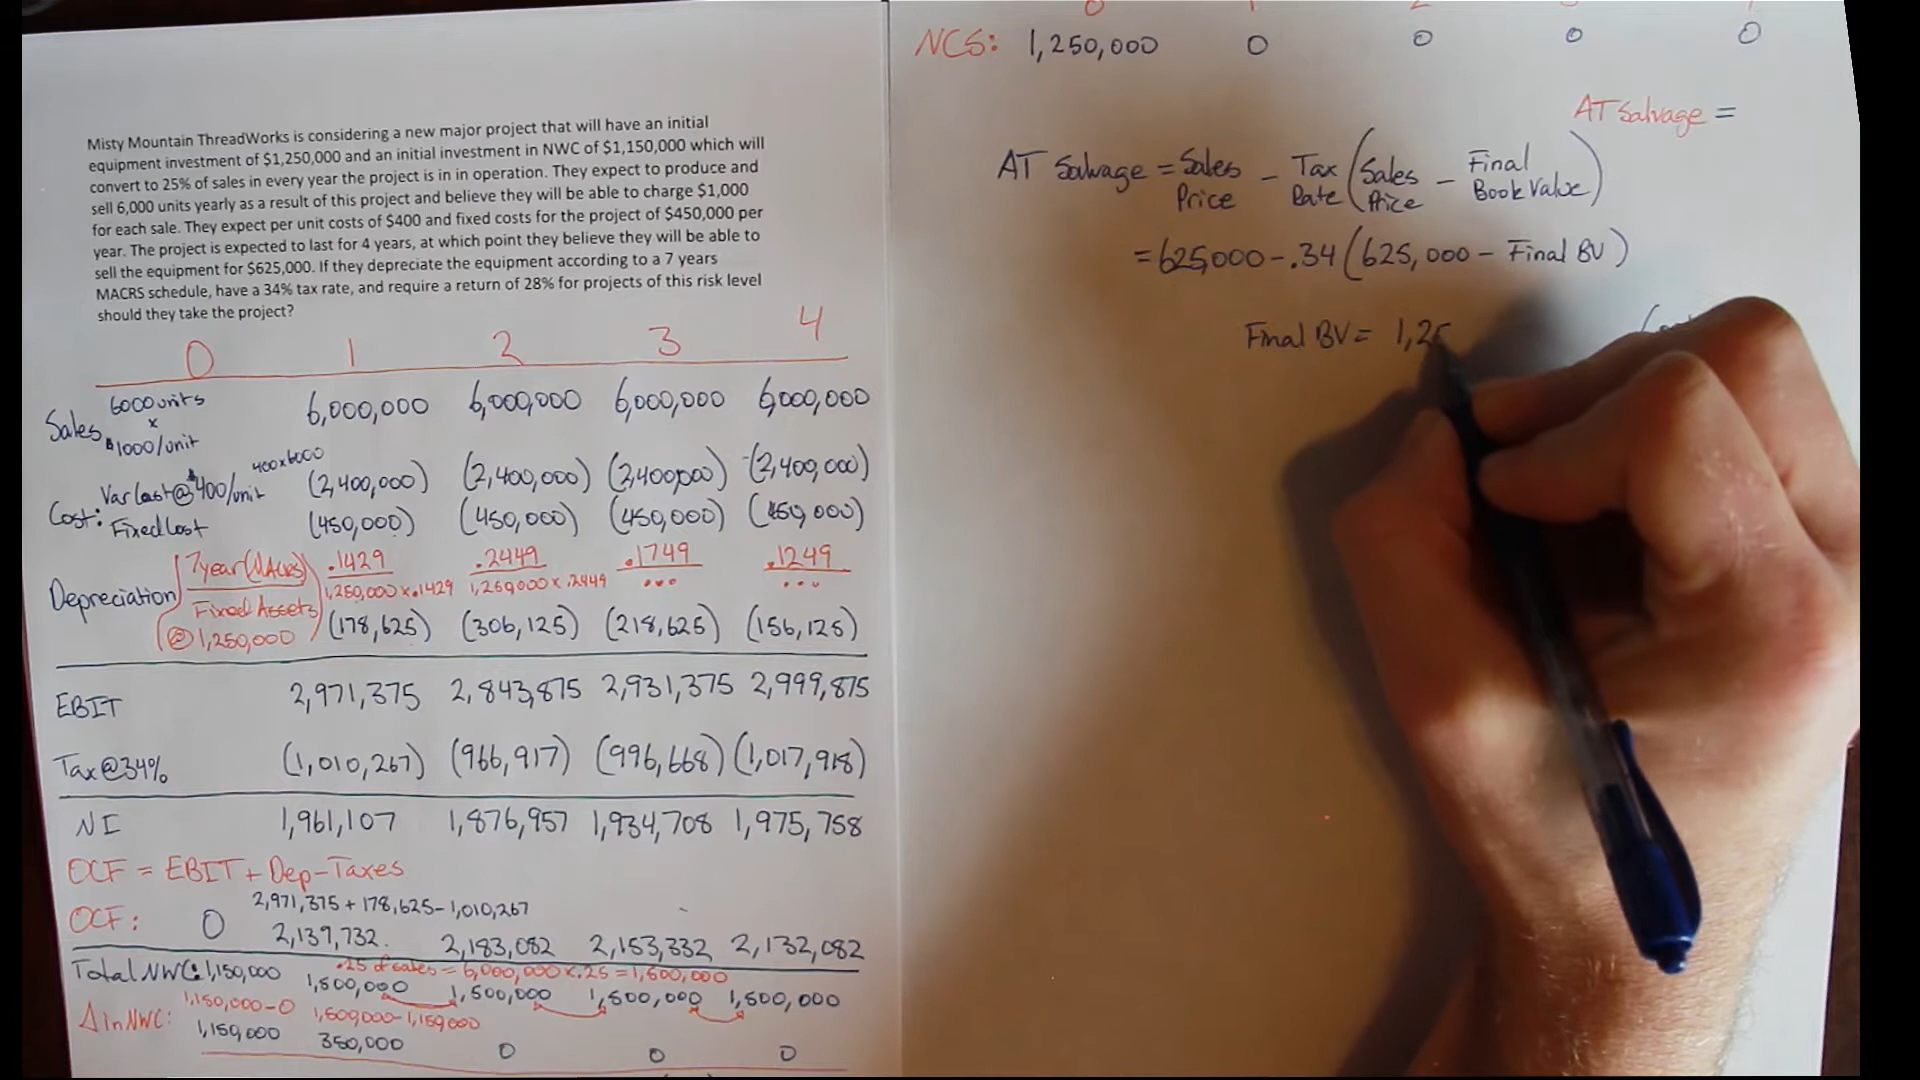 Misty Mountain ThreadWorks is considering a new major project that will have an initial
equipment investment of $1,250,000 and an initial investment in NWC of $1,150,000 which will
convert to 25% of sales in every year the project is in in operation. They expect to produce and
sell 6,000 units yearly as a result of this project and believe they will be able to charge $1,000
for each sale. They expect per unit costs of $400 and fixed costs for the project of $450,000 per
year. The project is expected to last for 4 years, at which point they believe they will be able to
sell the equipment for $625,000. If they depreciate the equipment according to a 7 years
MACRS schedule, have a 34% tax rate, and require a return of 28% for projects of this risk level
should they take the project?
0 1 2 3 4
Sales 6000 units x $1000/unit 6,000,000 6,000,000 6,000,000 6,000,000
400x6000
Cost: Var Cost@$400/unit (2,400,000) (2,400,000) (2,400,000) (2,400,000)
Fixed Cost (450,000) (450,000) (450,000) (450,000)
7 year (MACRS) .1429 .2449 .1749 .1249
Depreciation 1,250,000x.1429 1,250,000x.2449 ... ...
Fixed Assets @ 1,250,000 (178,625) (306,125) (218,625) (156,125)
EBIT 2,971,375 2,843,875 2,931,375 2,999,875
Tax@34% (1,010,267) (966,917) (996,668) (1,017,918)
NI 1,961,107 1,876,957 1,934,708 1,975,758
OCF = EBIT + Dep-Taxes
2,971,375 + 178,625 - 1,010,267
OCF: 0 2,139,732. 2,183,082 2,153,332 2,132,082
.25 of sales = 6,000,000x.25 = 1,500,000
Total NWC: 1,150,000 1,500,000 1,500,000 1,500,000 1,500,000
1,150,000-0 1,500,000-1,150,000
Δ in NWC: 1,150,000 350,000 0 0 0
0
NCS: 1,250,000 0 0 0 0
AT Salvage =
AT Salvage = Sales Price - Tax Rate (Sales Price - Final Book Value)
= 625,000 - .34 (625,000 - Final BV)
Final BV = 1,25